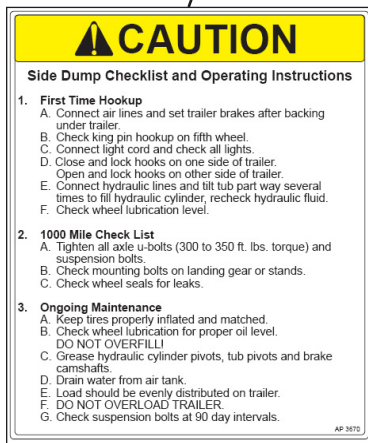 CAUTION
Side Dump Checklist and Operating Instructions
1. First Time Hookup
A. Connect air lines and set trailer brakes after backing
under trailer.
B. Check king pin hookup on fifth wheel.
C. Connect light cord and check all lights.
D. Close and lock hooks on one side of trailer.
Open and lock hooks on other side of trailer.
E. Connect hydraulic lines and tilt tub part way several
times to fill hydraulic cylinder, recheck hydraulic fluid.
F. Check wheel lubrication level.
2. 1000 Mile Check List
A. Tighten all axle u-bolts (300 to 350 ft. lbs. torque) and
suspension bolts.
B. Check mounting bolts on landing gear or stands.
C. Check wheel seals for leaks.
3. Ongoing Maintenance
A. Keep tires properly inflated and matched.
B. Check wheel lubrication for proper oil level.
DO NOT OVERFILL!
C. Grease hydraulic cylinder pivots, tub pivots and brake
camshafts.
D. Drain water from air tank.
E. Load should be evenly distributed on trailer.
F. DO NOT OVERLOAD TRAILER.
G. Check suspension bolts at 90 day intervals.
AP 3670